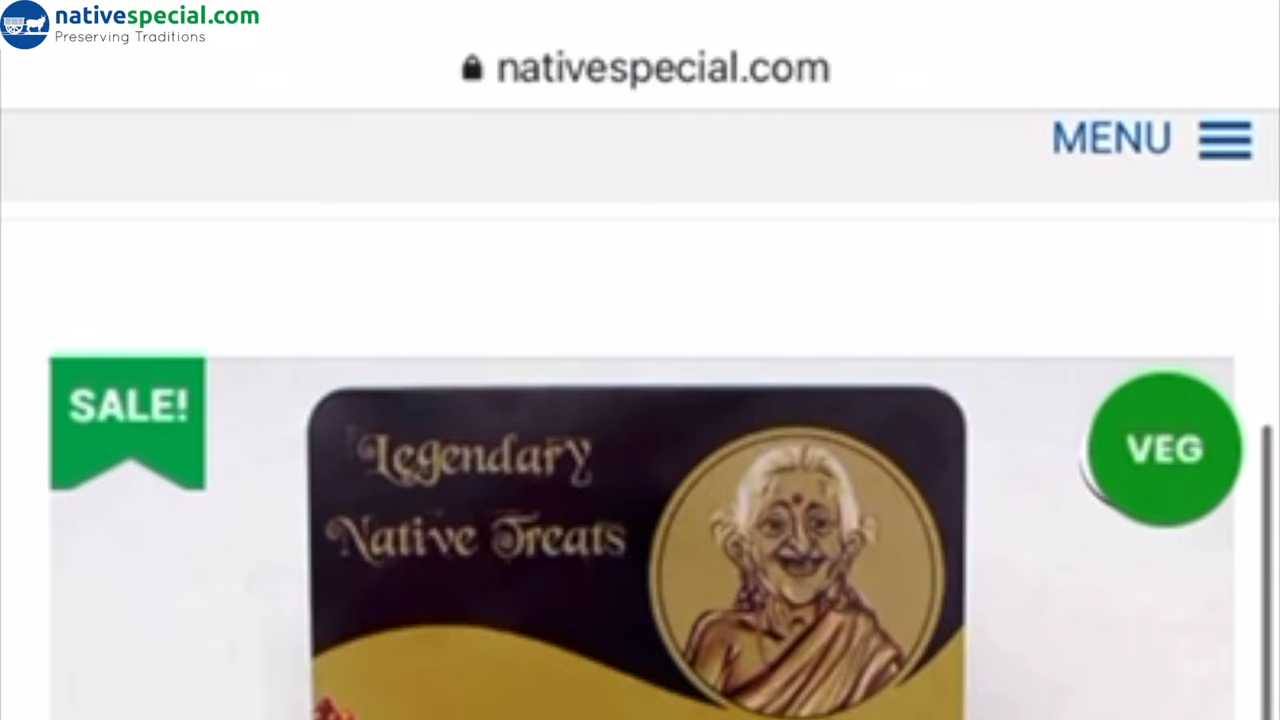 nativespecial.com
Preserving Traditions
nativespecial.com
MENU
SALE!
VEG
Legendary
Native Treats